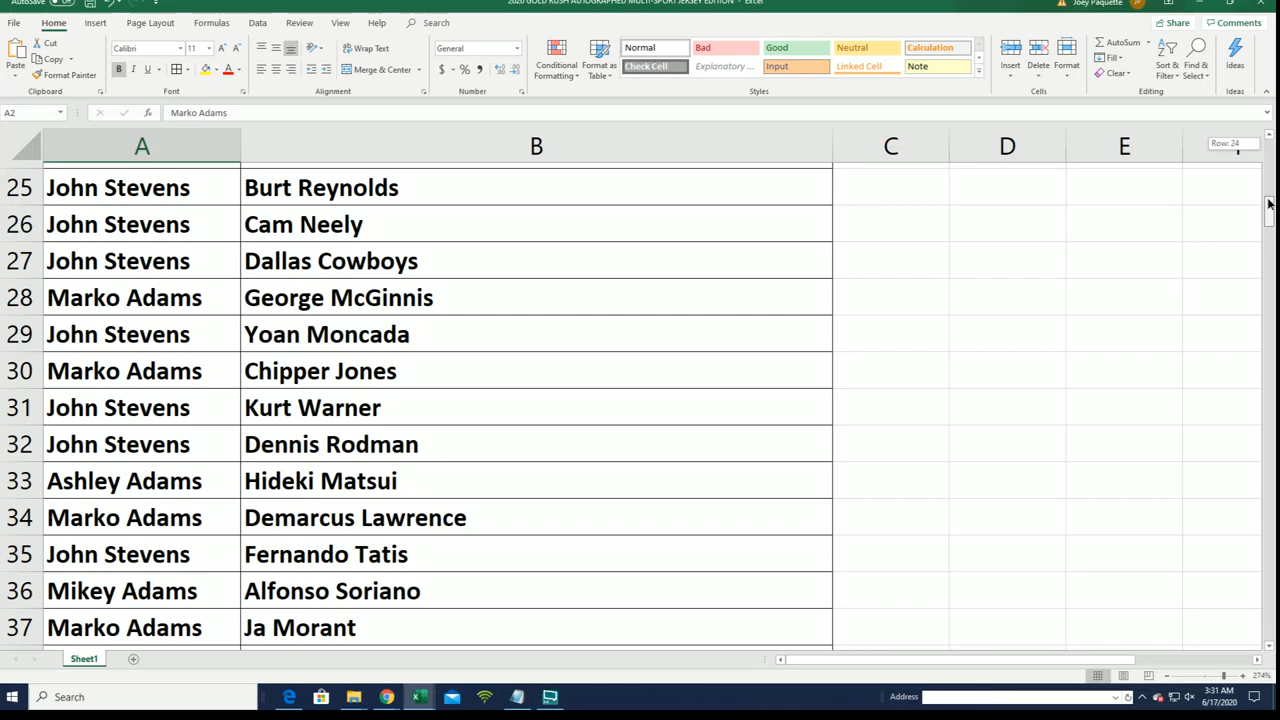 AutoSave Off 2020 GOLD RUSH AUTOGRAPHED MULTI-SPORT JERSEY EDITION - Excel Joey Paquette JP
File Home Insert Page Layout Formulas Data Review View Help Search Share Comments
Paste Cut Copy Format Painter Clipboard
Calibri 11 B I U A A A Font
Wrap Text Merge & Center Alignment
General $ % , Number
Conditional Formatting Format as Table
Normal Bad Good Neutral Calculation
Check Cell Explanatory ... Input Linked Cell Note
Styles
Insert Delete Format Cells
AutoSum Fill Clear Sort & Filter Find & Select Editing
Ideas Ideas
A2 fx Marko Adams
A B C D E Row: 24
25 John Stevens Burt Reynolds
26 John Stevens Cam Neely
27 John Stevens Dallas Cowboys
28 Marko Adams George McGinnis
29 John Stevens Yoan Moncada
30 Marko Adams Chipper Jones
31 John Stevens Kurt Warner
32 John Stevens Dennis Rodman
33 Ashley Adams Hideki Matsui
34 Marko Adams Demarcus Lawrence
35 John Stevens Fernando Tatis
36 Mikey Adams Alfonso Soriano
37 Marko Adams Ja Morant
Sheet1
274%
Search Address 3:31 AM
6/17/2020